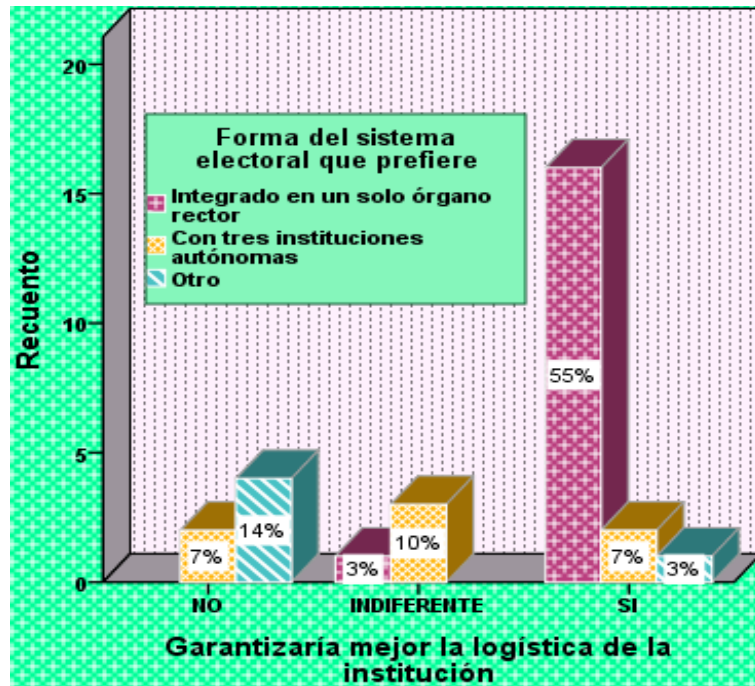 20
15
10
5
0
Recuento
Forma del sistema
electoral que prefiere
Integrado en un solo órgano
rector
Con tres instituciones
autónomas
Otro
7%
14%
3%
10%
55%
7%
3%
NO
INDIFERENTE
SI
Garantizaría mejor la logística de la
institución